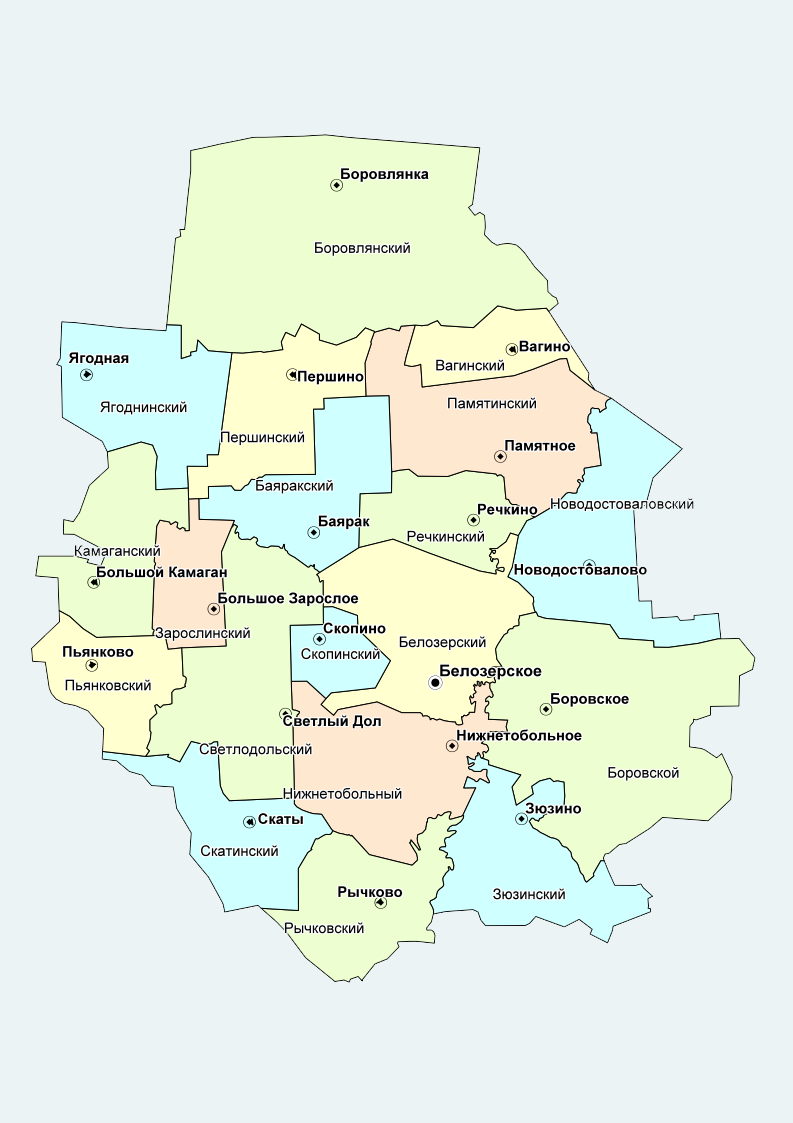 Боровлянка
Боровлянский
Вагино
Ягодная
Вагинский
Першино
Памятинский
Ягоднинский
Першинский
Памятное
Баяракский
Новодостоваловский
Речкино
Баярак
Речкинский
Камаганский
Новодостовалово
Большой Камаган
Большое Зарослое
Скопино
Зарослинский
Белозерский
Пьянково
Скопинский
Белозерское
Пьянковский
Боровское
Светлый Дол
Нижнетобольное
Светлодольский
Боровской
Нижнетобольный
Зюзино
Скаты
Скатинский
Рычково
Зюзинский
Рычковский